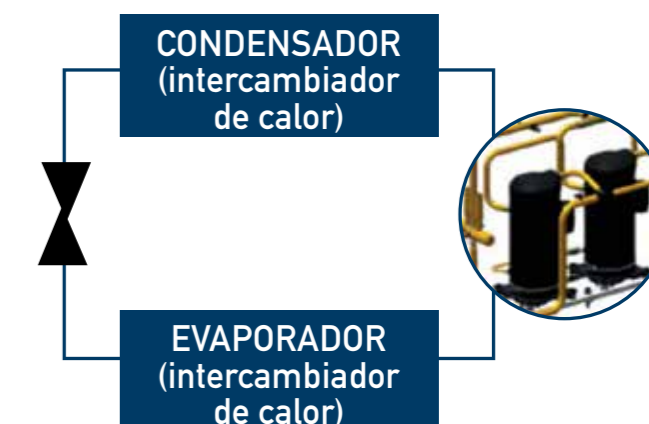 CONDENSADOR
(intercambiador
de calor)
EVAPORADOR
(intercambiador
de calor)